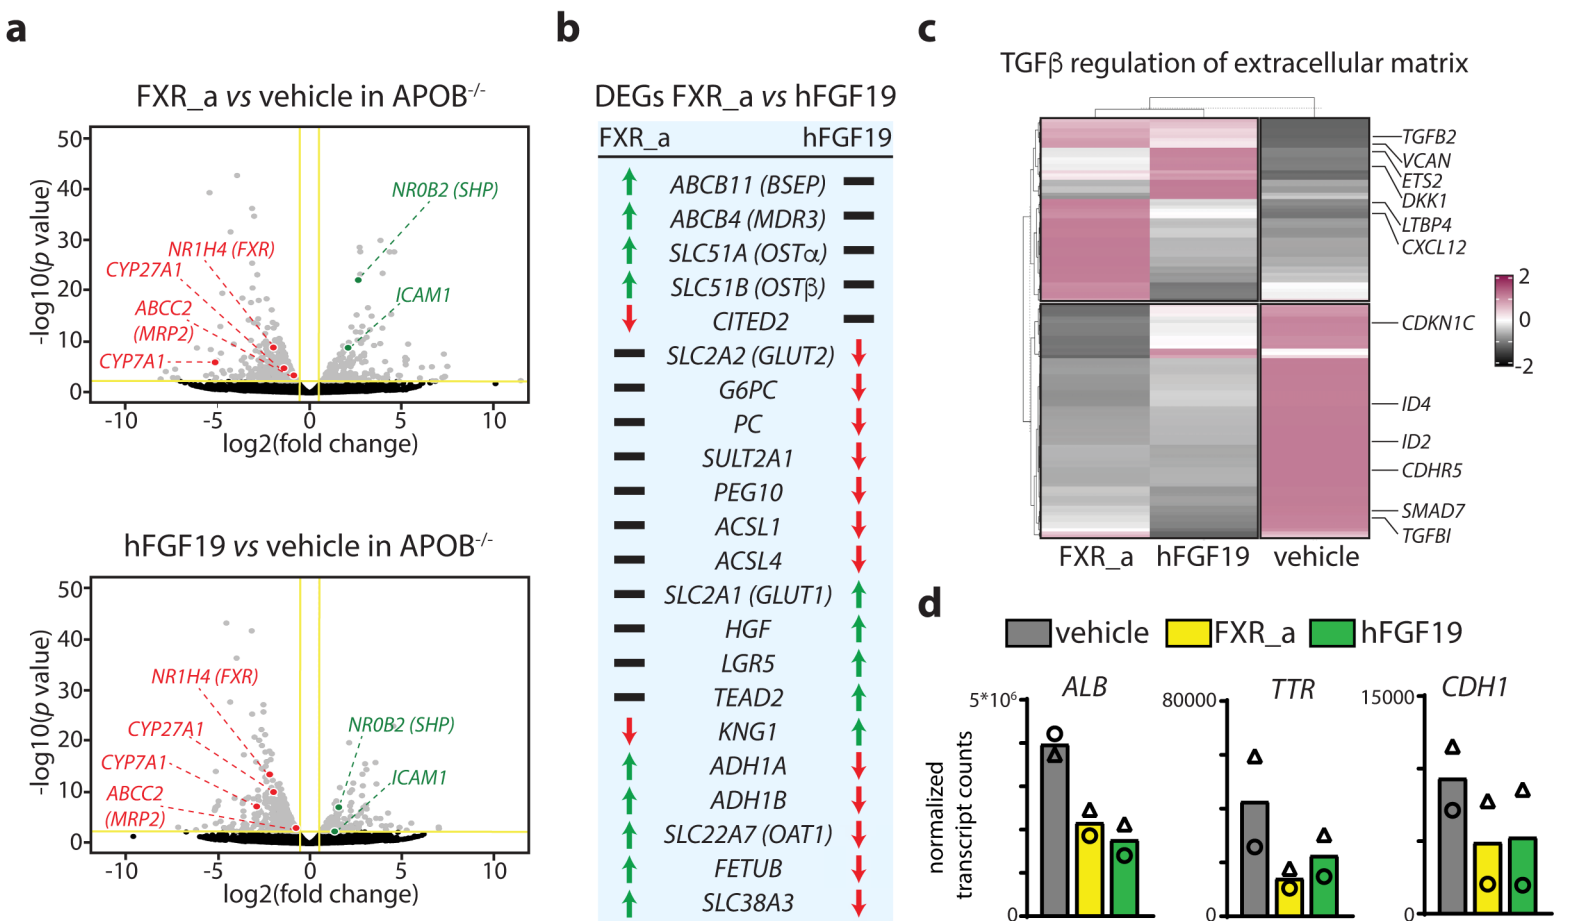 a
FXR_a vs vehicle in APOB-/-
-log10(p value)
50
40
30
20
10
0
NR0B2 (SHP)
NR1H4 (FXR)
CYP27A1
ICAM1
ABCC2
(MRP2)
CYP7A1
-10
-5
0
5
10
log2(fold change)
hFGF19 vs vehicle in APOB-/-
-log10(p value)
50
40
30
20
10
0
NR1H4 (FXR)
NR0B2 (SHP)
CYP27A1
CYP7A1
ICAM1
ABCC2
(MRP2)
-10
-5
0
5
10
log2(fold change)
b
DEGs FXR_a vs hFGF19
FXR_a hFGF19
ABCB11 (BSEP)
ABCB4 (MDR3)
SLC51A (OSTα)
SLC51B (OSTβ)
CITED2
SLC2A2 (GLUT2)
G6PC
PC
SULT2A1
PEG10
ACSL1
ACSL4
SLC2A1 (GLUT1)
HGF
LGR5
TEAD2
KNG1
ADH1A
ADH1B
SLC22A7 (OAT1)
FETUB
SLC38A3
c
TGFβ regulation of extracellular matrix
TGFB2
VCAN
ETS2
DKK1
LTBP4
CXCL12
CDKN1C
ID4
ID2
CDHR5
SMAD7
TGFBI
FXR_a hFGF19 vehicle
2
0
-2
d
vehicle FXR_a hFGF19
normalized
transcript counts
ALB
5*10⁶
0
TTR
80000
0
CDH1
15000
0